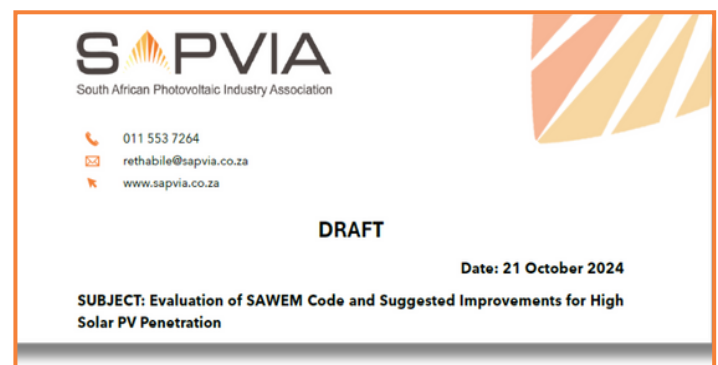 SAPVIA
South African Photovoltaic Industry Association
011 553 7264
rethabile@sapvia.co.za
www.sapvia.co.za
DRAFT
Date: 21 October 2024
SUBJECT: Evaluation of SAWEM Code and Suggested Improvements for High
Solar PV Penetration